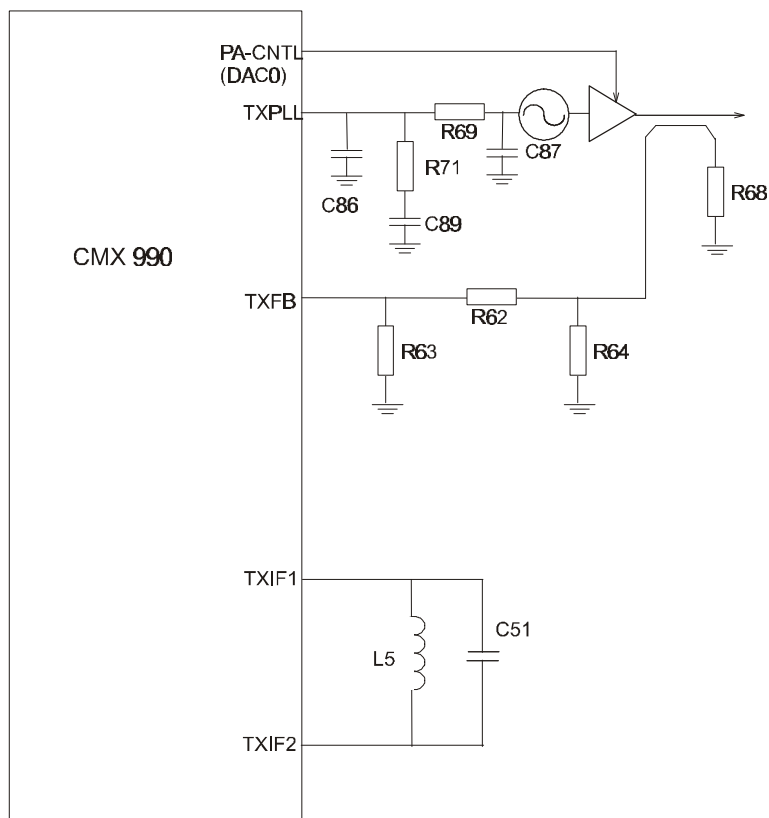 PA-CNTL
(DAC0)
TXPLL
R69
C87
R71
C86
C89
R68
CMX 990
TXFB
R62
R63
R64
TXIF1
C51
L5
TXIF2